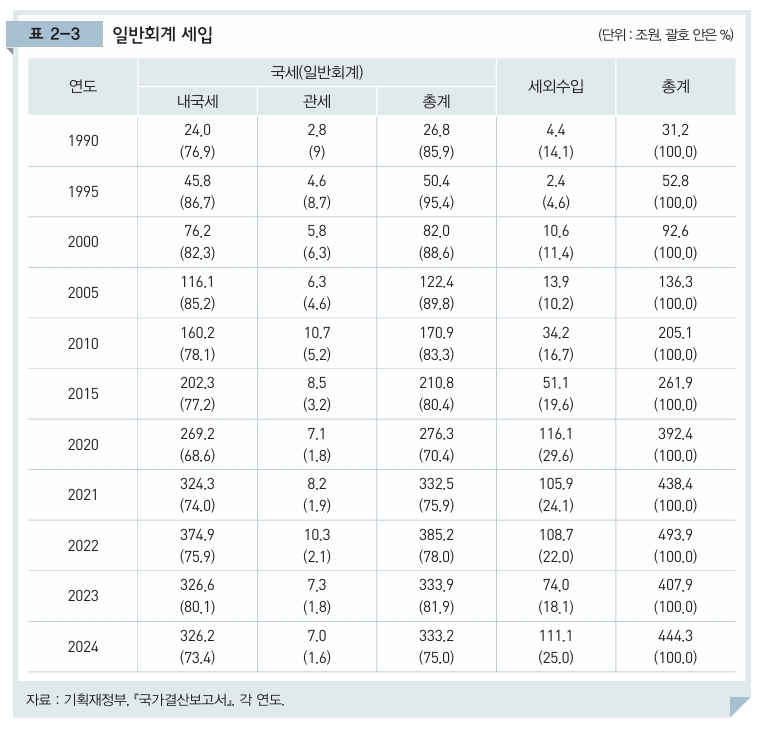 표 2-3 일반회계 세입 (단위 : 조원, 괄호 안은 %)
연도 국세(일반회계) 세외수입 총계
내국세 관세 총계
1990 24.0 2.8 26.8 4.4 31.2
(76.9) (9) (85.9) (14.1) (100.0)
1995 45.8 4.6 50.4 2.4 52.8
(86.7) (8.7) (95.4) (4.6) (100.0)
2000 76.2 5.8 82.0 10.6 92.6
(82.3) (6.3) (88.6) (11.4) (100.0)
2005 116.1 6.3 122.4 13.9 136.3
(85.2) (4.6) (89.8) (10.2) (100.0)
2010 160.2 10.7 170.9 34.2 205.1
(78.1) (5.2) (83.3) (16.7) (100.0)
2015 202.3 8.5 210.8 51.1 261.9
(77.2) (3.2) (80.4) (19.6) (100.0)
2020 269.2 7.1 276.3 116.1 392.4
(68.6) (1.8) (70.4) (29.6) (100.0)
2021 324.3 8.2 332.5 105.9 438.4
(74.0) (1.9) (75.9) (24.1) (100.0)
2022 374.9 10.3 385.2 108.7 493.9
(75.9) (2.1) (78.0) (22.0) (100.0)
2023 326.6 7.3 333.9 74.0 407.9
(80.1) (1.8) (81.9) (18.1) (100.0)
2024 326.2 7.0 333.2 111.1 444.3
(73.4) (1.6) (75.0) (25.0) (100.0)
자료 : 기획재정부, 『국가결산보고서』, 각 연도.